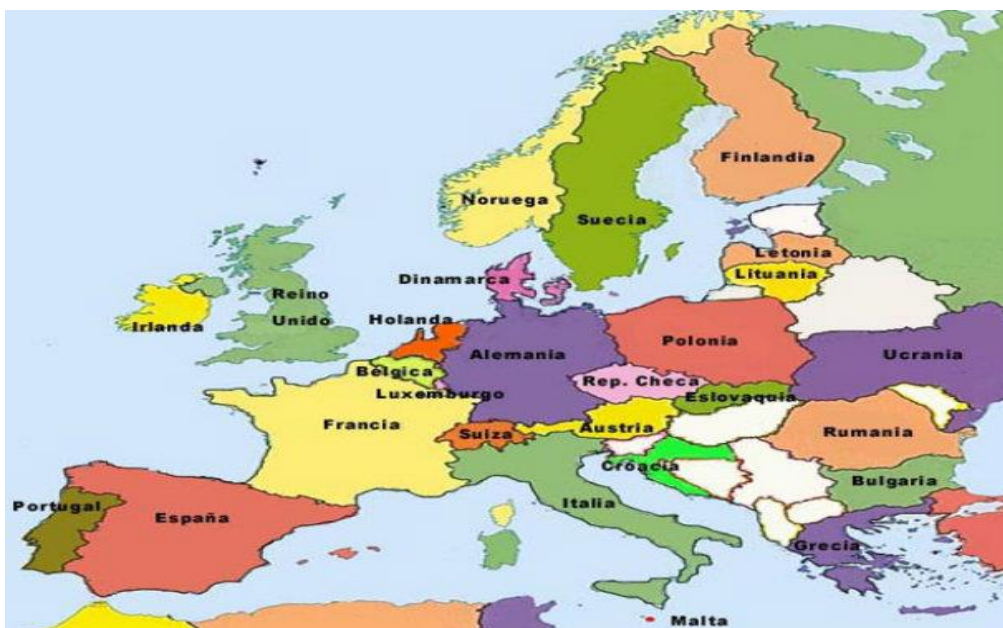 Finlandia
Noruega
Suecia
Letonia
Lituania
Dinamarca
Reino
Unido
Irlanda
Holanda
Alemania
Polonia
Ucrania
Bélgica
Luxemburgo
Rep. Checa
Eslovaquia
Francia
Suiza
Austria
Rumania
Croacia
Bulgaria
Portugal
España
Italia
Grecia
Malta